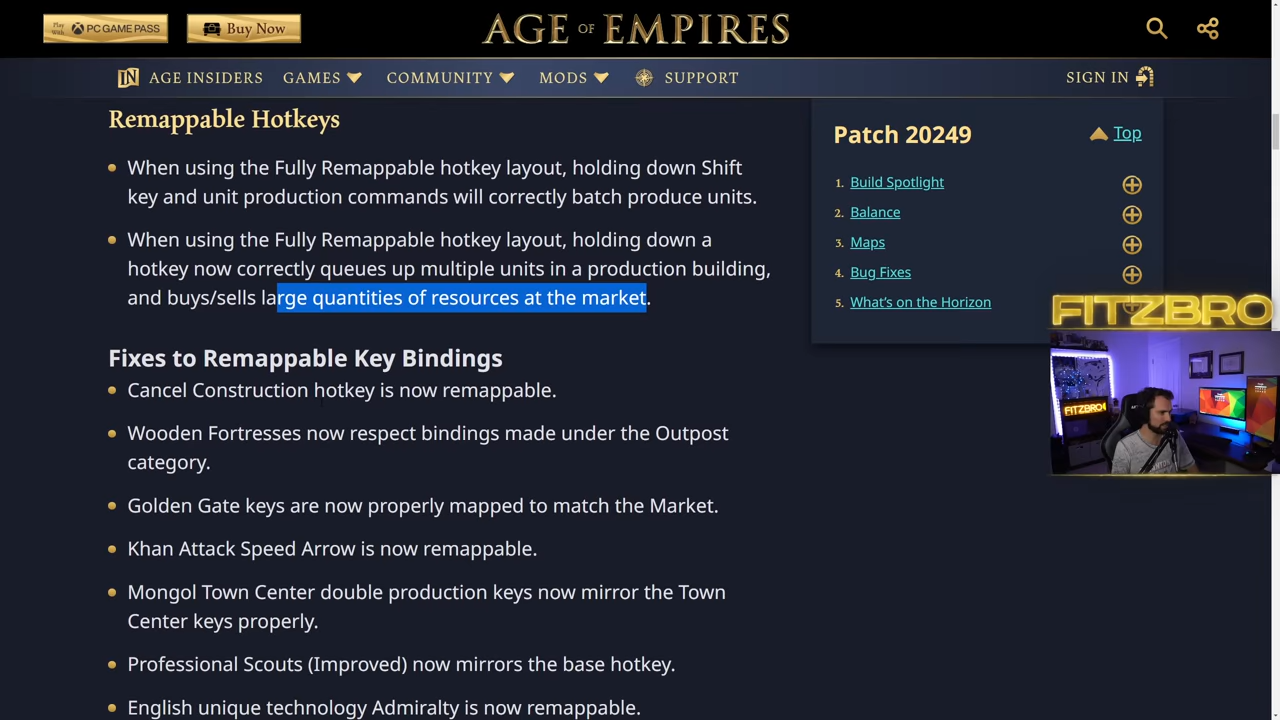 Play With
PC GAME PASS
Buy Now
AGE OF EMPIRES
IN
AGE INSIDERS
GAMES
COMMUNITY
MODS
SUPPORT
SIGN IN
Remappable Hotkeys
When using the Fully Remappable hotkey layout, holding down Shift
key and unit production commands will correctly batch produce units.
When using the Fully Remappable hotkey layout, holding down a
hotkey now correctly queues up multiple units in a production building,
and buys/sells large quantities of resources at the market.
Fixes to Remappable Key Bindings
Cancel Construction hotkey is now remappable.
Wooden Fortresses now respect bindings made under the Outpost
category.
Golden Gate keys are now properly mapped to match the Market.
Khan Attack Speed Arrow is now remappable.
Mongol Town Center double production keys now mirror the Town
Center keys properly.
Professional Scouts (Improved) now mirrors the base hotkey.
English unique technology Admiralty is now remappable.
Patch 20249
Top
1. Build Spotlight
2. Balance
3. Maps
4. Bug Fixes
5. What's on the Horizon
FITZBRO
FITZBRO